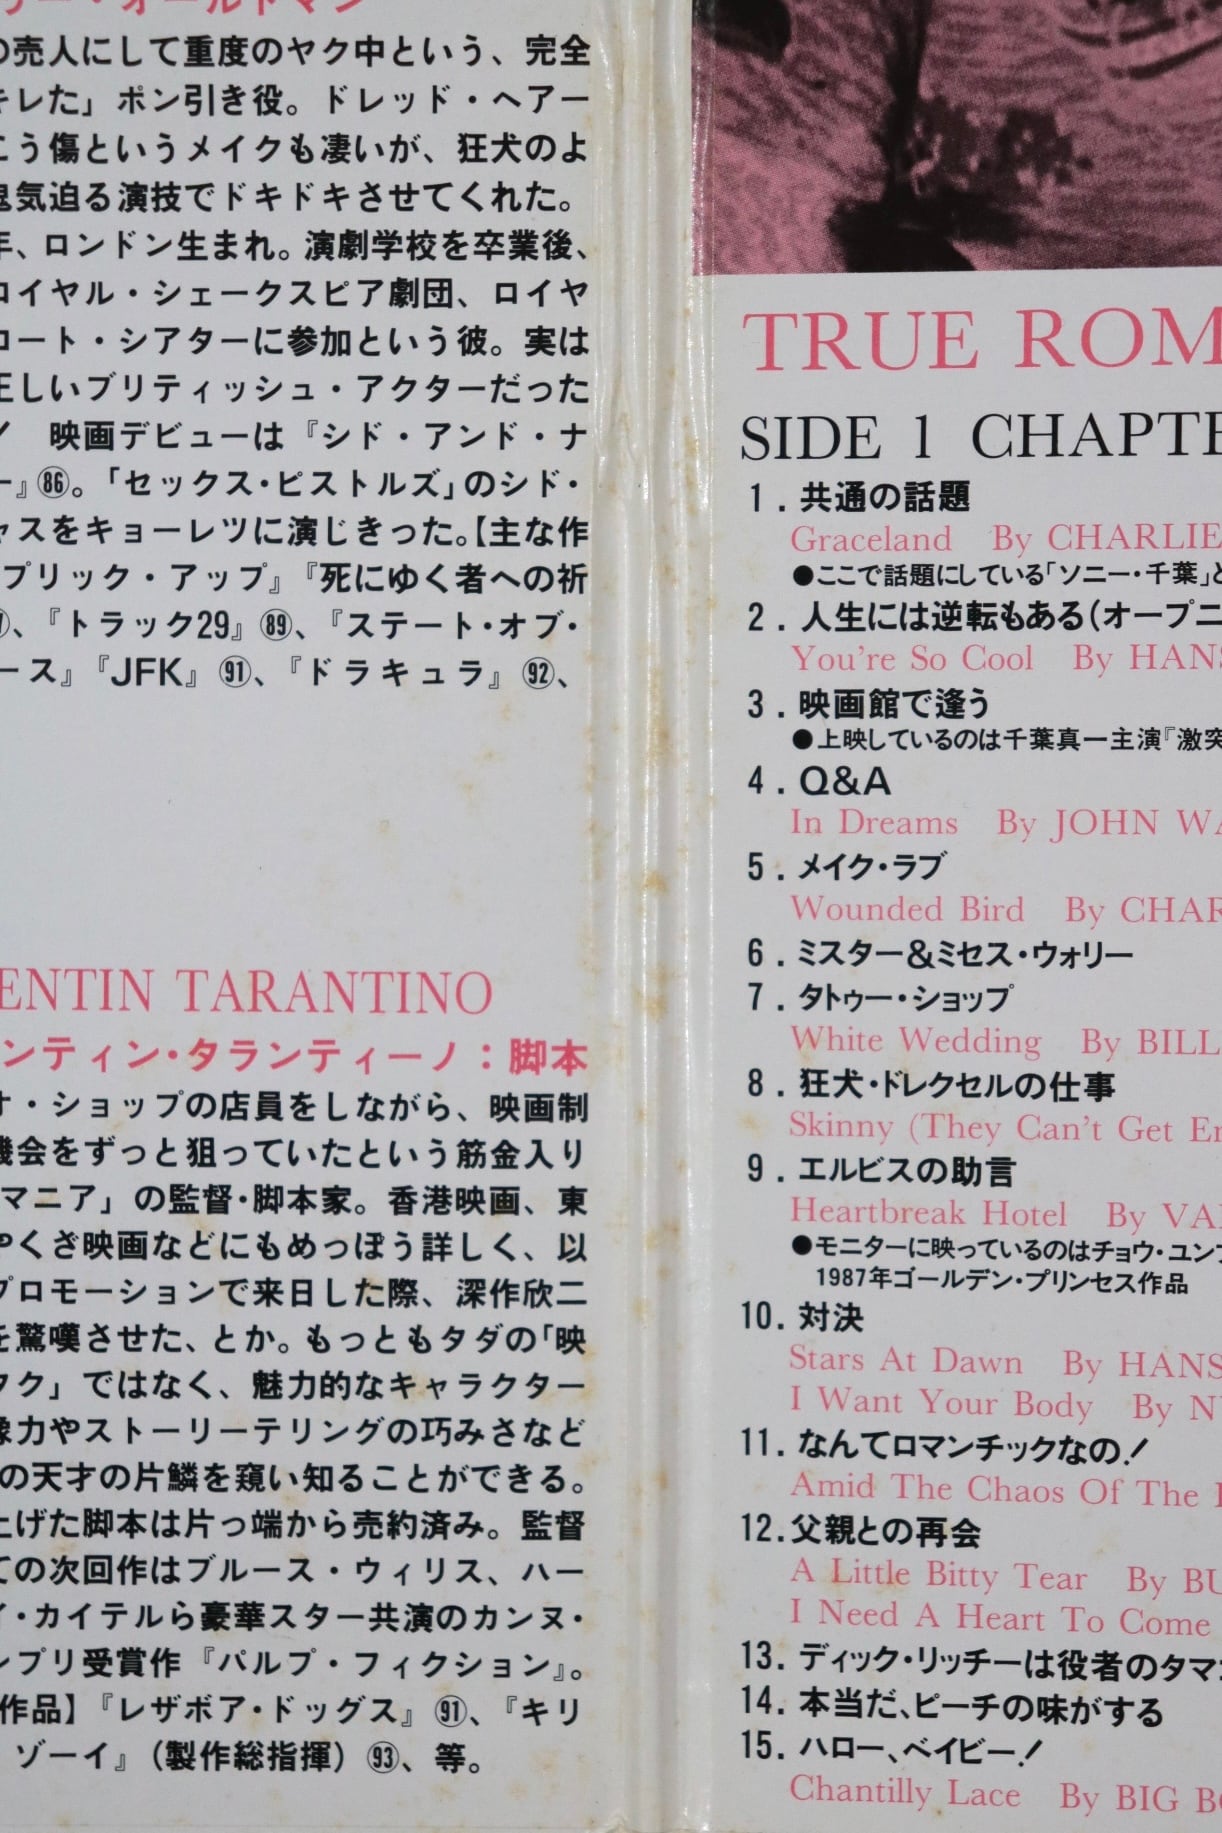 リー・オールドマン
の売人にして重度のヤク中という、完全
キレた」ポン引き役。ドレッド・ヘアー
こう傷というメイクも凄いが、狂犬のよ
鬼気迫る演技でドキドキさせてくれた。
年、ロンドン生まれ。演劇学校を卒業後、
ロイヤル・シェークスピア劇団、ロイヤ
コート・シアターに参加という彼。実は
正しいブリティッシュ・アクターだった
／　映画デビューは『シド・アンド・ナ
ー』㊆。「セックス・ピストルズ」のシド・
ャスをキョーレツに演じきった。【主な作
プリック・アップ』『死にゆく者への祈
、『トラック29』(89)、『ステート・オブ・
ース』『JFK』(91)、『ドラキュラ』(92)、
ENTIN TARANTINO
ンティン・タランティーノ：脚本
オ・ショップの店員をしながら、映画制
機会をずっと狙っていたという筋金入り
マニア」の監督・脚本家。香港映画、東
やくざ映画などにもめっぽう詳しく、以
プロモーションで来日した際、深作欣二
を驚嘆させた、とか。もっともタダの「映
タク」ではなく、魅力的なキャラクター
像力やストーリーテリングの巧みさなど
の天才の片鱗を窺い知ることができる。
上げた脚本は片っ端から売約済み。監督
ての次回作はブルース・ウィリス、ハー
イ・カイテルら豪華スター共演のカンヌ・
ンプリ受賞作『パルプ・フィクション』。
作品】『レザボア・ドッグス』(91)、『キリ
ゾーイ』(製作総指揮)(93)、等。
TRUE ROM
SIDE 1 CHAPTE
1. 共通の話題
Graceland By CHARLIE
●ここで話題にしている「ソニー・千葉」と
2. 人生には逆転もある(オープニ
You're So Cool By HANS
3. 映画館で逢う
●上映しているのは千葉真一主演『激突
4. Q&A
In Dreams By JOHN WA
5. メイク・ラブ
Wounded Bird By CHAR
6. ミスター&ミセス・ウォリー
7. タトゥー・ショップ
White Wedding By BILL
8. 狂犬・ドレクセルの仕事
Skinny (They Can't Get En
9. エルビスの助言
Heartbreak Hotel By VA
●モニターに映っているのはチョウ・ユンフ
1987年ゴールデン・プリンセス作品
10. 対決
Stars At Dawn By HANS
I Want Your Body By N
11. なんてロマンチックなの！
Amid The Chaos Of The
12. 父親との再会
A Little Bitty Tear By BU
I Need A Heart To Come
13. ディック・リッチーは役者のタマ
14. 本当だ、ピーチの味がする
15. ハロー、ベイビー！
Chantilly Lace By BIG B